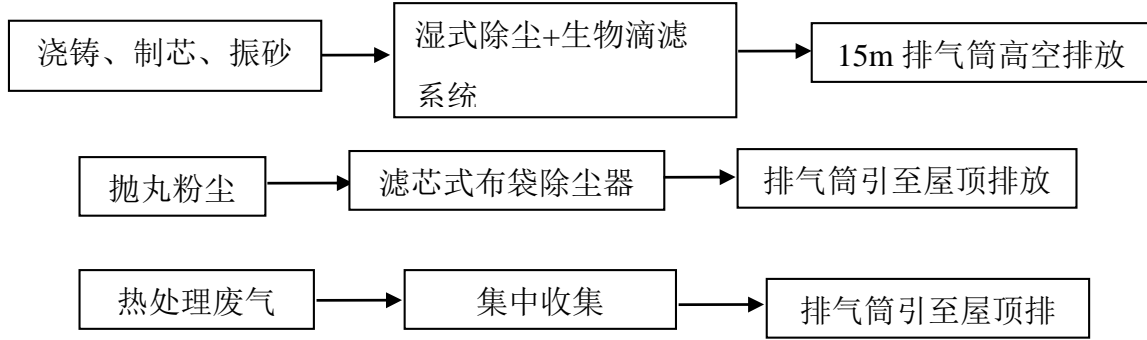 浇铸、制芯、振砂
湿式除尘+生物滴滤
系统
15m 排气筒高空排放
抛丸粉尘
滤芯式布袋除尘器
排气筒引至屋顶排放
热处理废气
集中收集
排气筒引至屋顶排